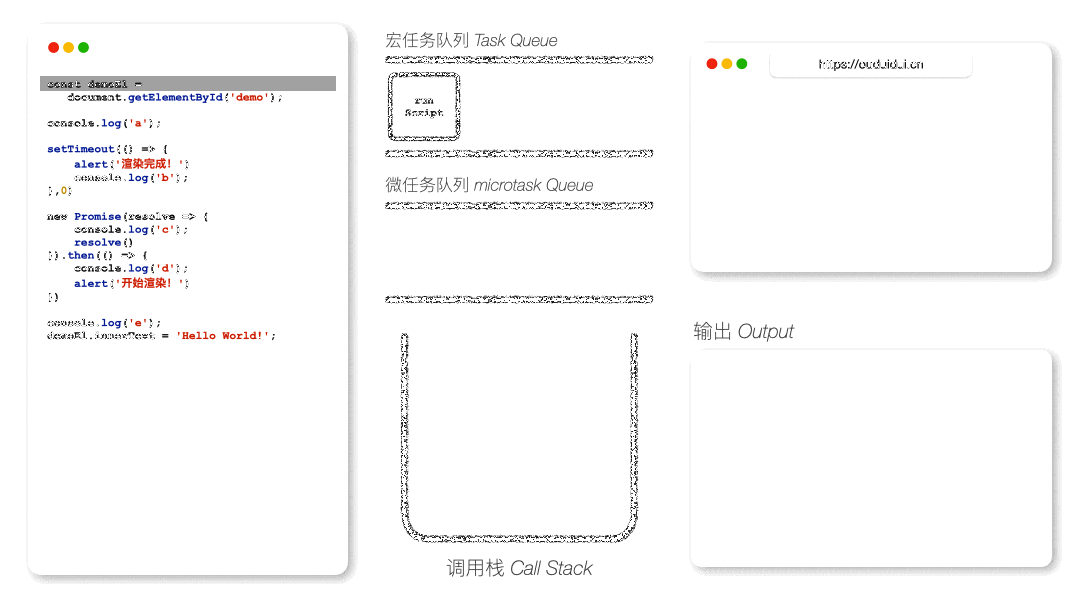 const demoEl =
document.getElementById('demo');
console.log('a');
setTimeout(() => {
alert('渲染完成！')
console.log('b');
},0)
new Promise(resolve => {
console.log('c');
resolve()
}).then(() => {
console.log('d');
alert('开始渲染！')
})
console.log('e');
demoEl.innerText = 'Hello World!';
宏任务队列 Task Queue
run
Script
微任务队列 microtask Queue
调用栈 Call Stack
https://ouduidui.cn
输出 Output